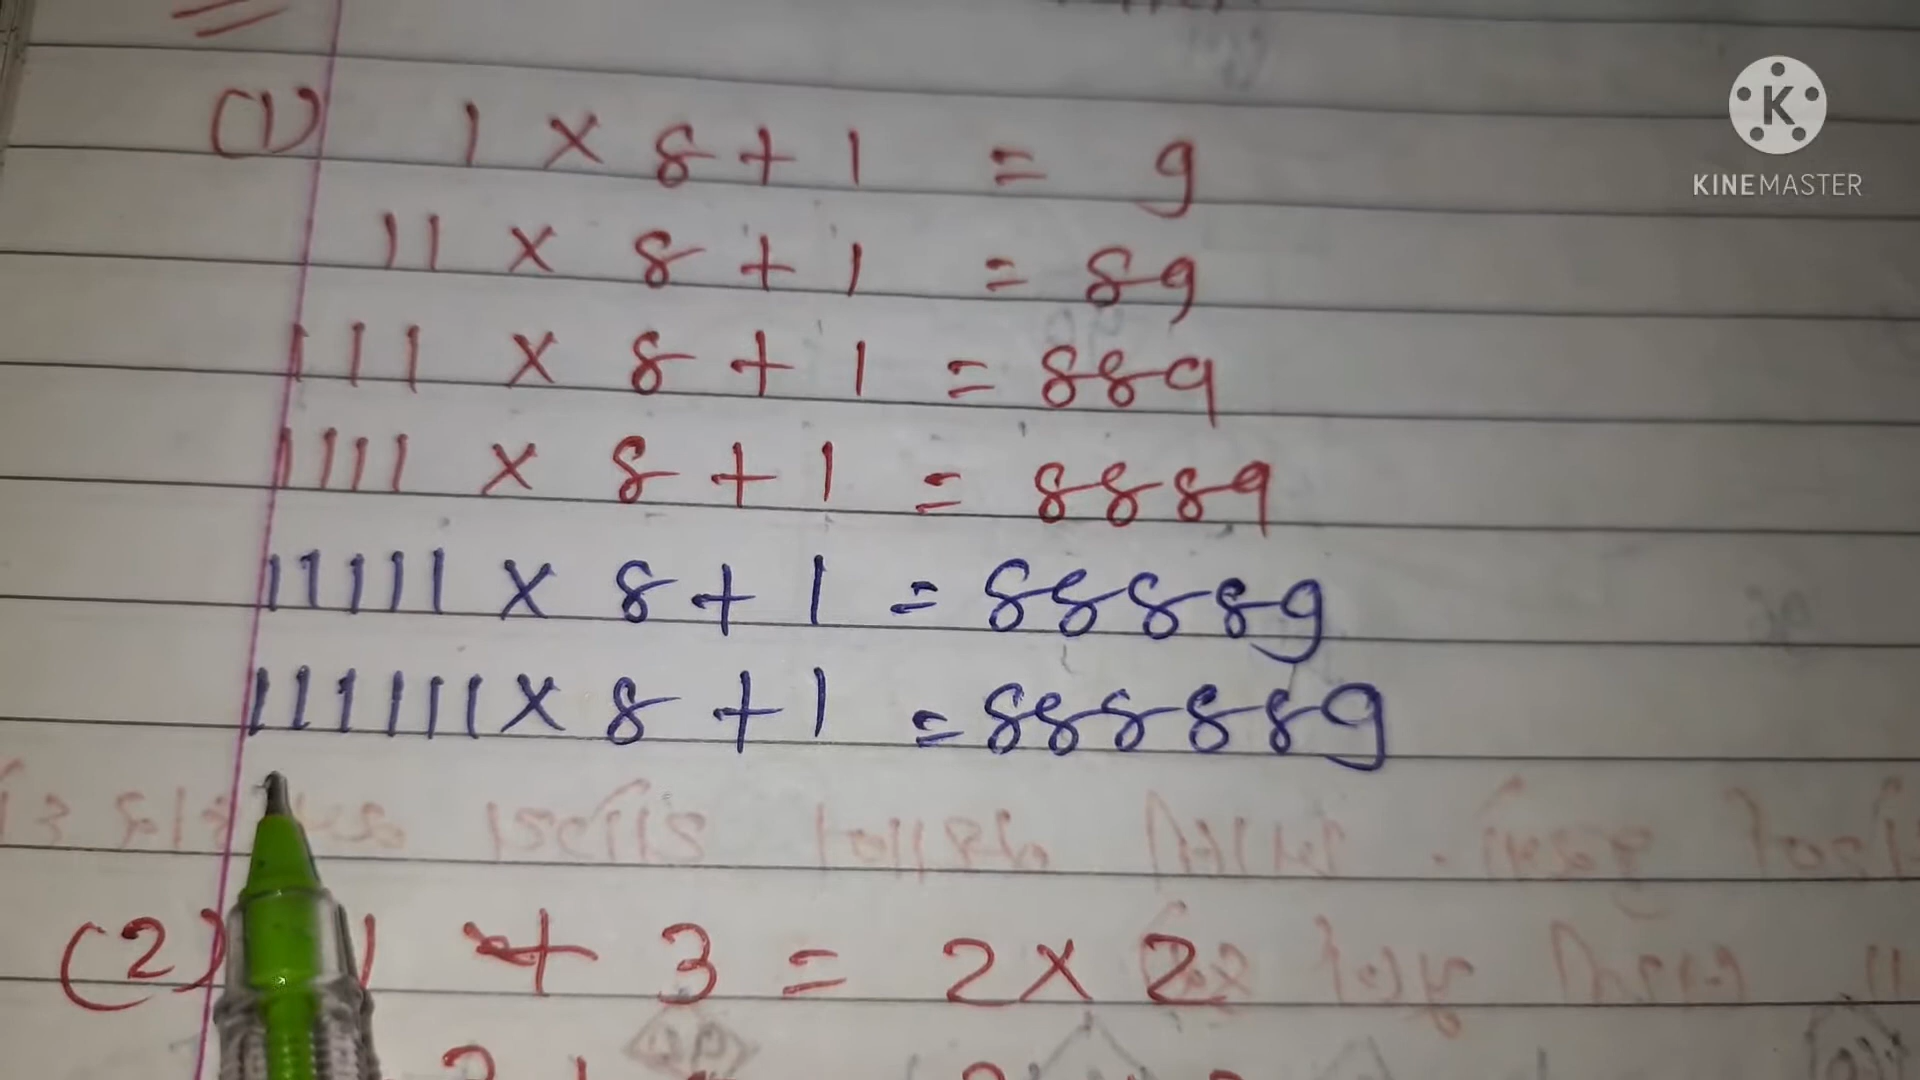 (1) 1 × 8 + 1 = 9
11 × 8 + 1 = 89
111 × 8 + 1 = 889
1111 × 8 + 1 = 8889
11111 × 8 + 1 = 88889
111111 × 8 + 1 = 888889
(2) 1 + 3 = 2 × 2
KINEMASTER